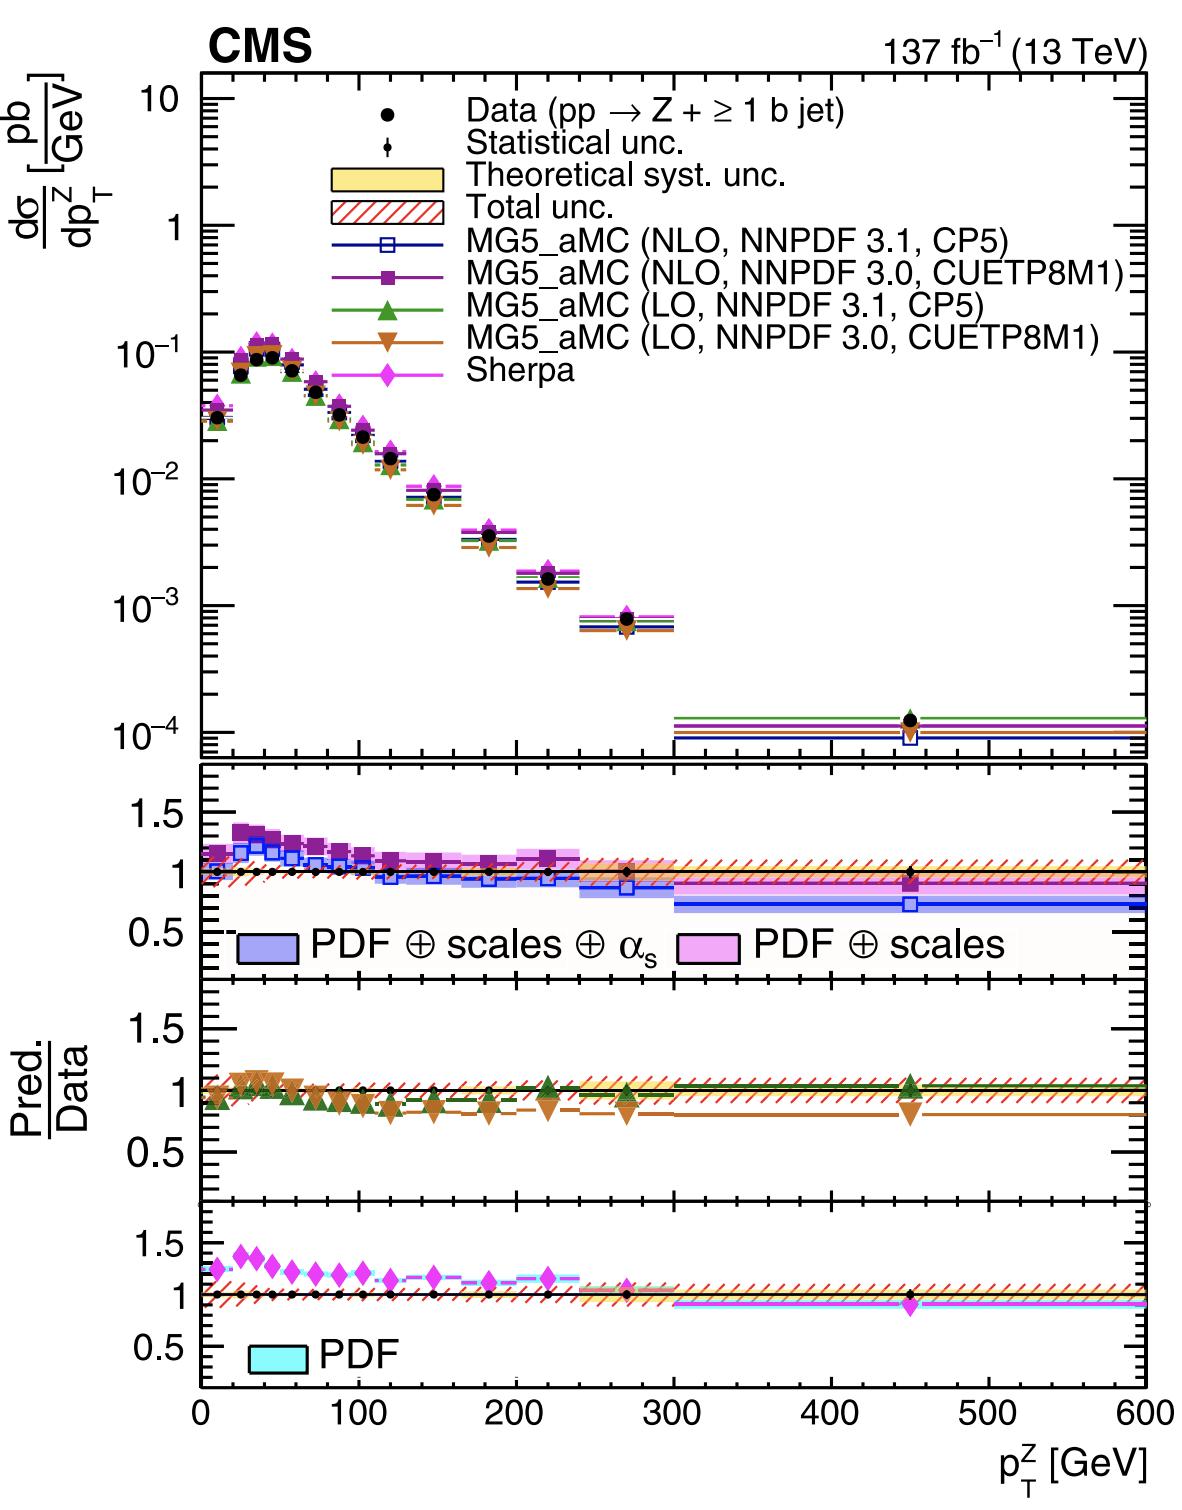 CMS 137 fb⁻¹ (13 TeV)
dσ/dp_T^Z [pb/GeV]
10
1
10⁻¹
10⁻²
10⁻³
10⁻⁴
Data (pp → Z + ≥ 1 b jet)
Statistical unc.
Theoretical syst. unc.
Total unc.
MG5_aMC (NLO, NNPDF 3.1, CP5)
MG5_aMC (NLO, NNPDF 3.0, CUETP8M1)
MG5_aMC (LO, NNPDF 3.1, CP5)
MG5_aMC (LO, NNPDF 3.0, CUETP8M1)
Sherpa
1.5
1
0.5
PDF ⊕ scales ⊕ α_s PDF ⊕ scales
Pred./Data
1.5
1
0.5
1.5
1
0.5
PDF
0 100 200 300 400 500 600
p_T^Z [GeV]